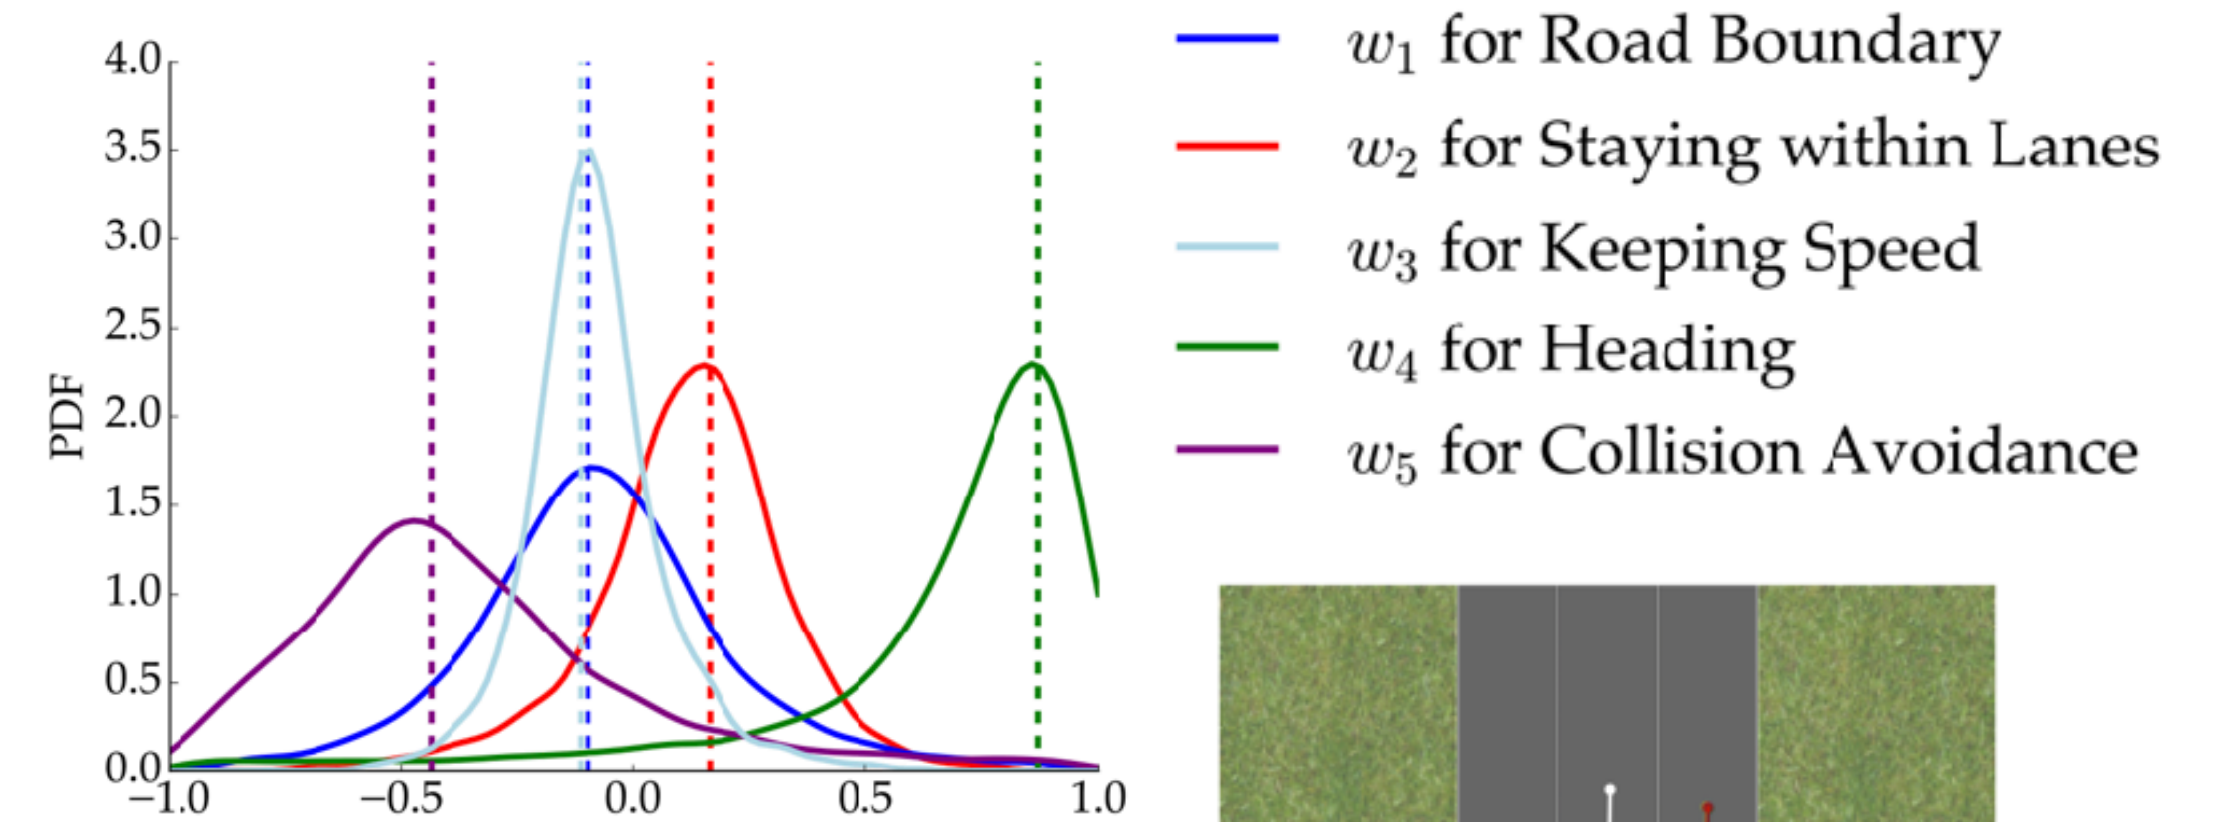 4.0
3.5
3.0
2.5
2.0
1.5
1.0
0.5
0.0
PDF
−1.0 −0.5 0.0 0.5 1.0
w₁ for Road Boundary
w₂ for Staying within Lanes
w₃ for Keeping Speed
w₄ for Heading
w₅ for Collision Avoidance